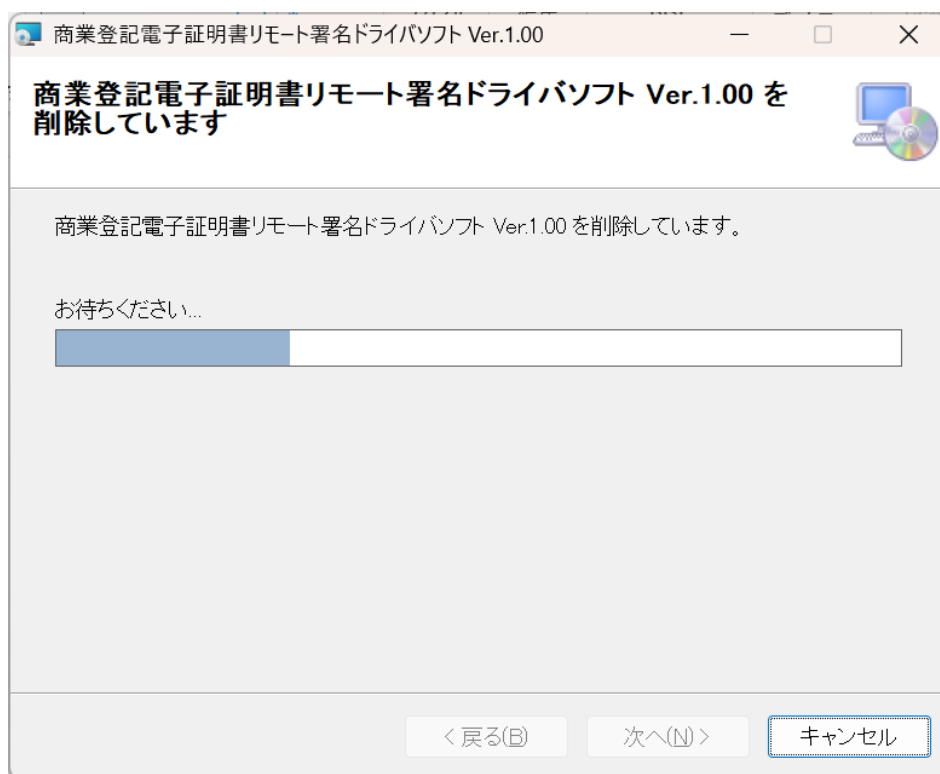 商業登記電子証明書リモート署名ドライバソフト Ver.1.00
商業登記電子証明書リモート署名ドライバソフト Ver.1.00 を
削除しています
商業登記電子証明書リモート署名ドライバソフト Ver.1.00 を削除しています。
お待ちください...
< 戻る(B)
次へ(N) >
キャンセル